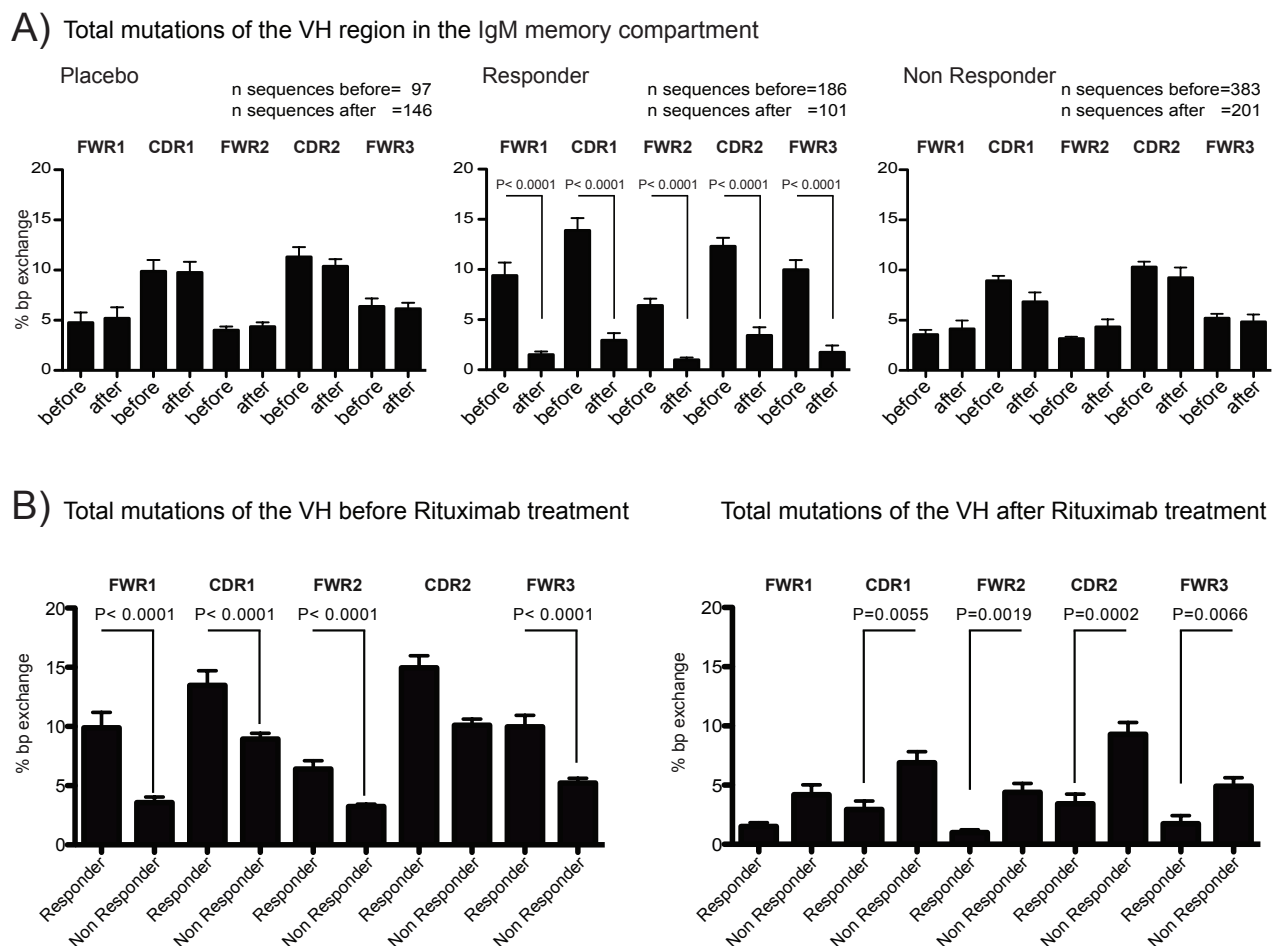 A) Total mutations of the VH region in the IgM memory compartment
Placebo
n sequences before= 97
n sequences after =146
FWR1 CDR1 FWR2 CDR2 FWR3
20
15
10
5
0
% bp exchange
before after before after before after before after before after
Responder
n sequences before=186
n sequences after =101
FWR1 CDR1 FWR2 CDR2 FWR3
P< 0.0001 P< 0.0001 P< 0.0001 P< 0.0001 P< 0.0001
20
15
10
5
0
before after before after before after before after before after
Non Responder
n sequences before=383
n sequences after =201
FWR1 CDR1 FWR2 CDR2 FWR3
20
15
10
5
0
before after before after before after before after before after
B) Total mutations of the VH before Rituximab treatment
FWR1 CDR1 FWR2 CDR2 FWR3
P< 0.0001 P< 0.0001 P< 0.0001 P< 0.0001
20
15
10
5
0
% bp exchange
Responder Non Responder Responder Non Responder Responder Non Responder Responder Non Responder Responder Non Responder
Total mutations of the VH after Rituximab treatment
FWR1 CDR1 FWR2 CDR2 FWR3
P=0.0055 P=0.0019 P=0.0002 P=0.0066
20
15
10
5
0
% bp exchange
Responder Non Responder Responder Non Responder Responder Non Responder Responder Non Responder Responder Non Responder